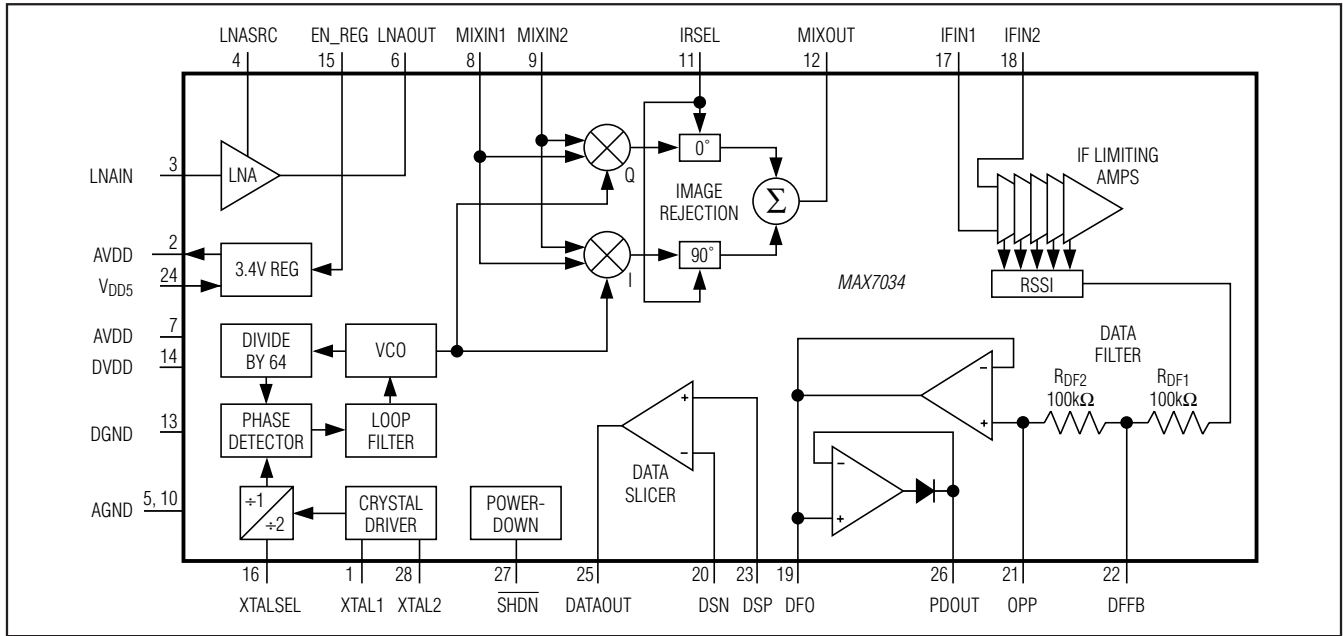 LNASRC EN_REG LNAOUT MIXIN1 MIXIN2 IRSEL MIXOUT IFIN1 IFIN2
4 15 6 8 9 11 12 17 18
LNAIN 3
LNA
Q
0°
IMAGE
REJECTION
Σ
IF LIMITING
AMPS
AVDD 2
3.4V REG
VDD5 24
I
90°
MAX7034
RSSI
AVDD 7
DVDD 14
DIVIDE
BY 64
VCO
DATA
FILTER
RDF2
100kΩ
RDF1
100kΩ
DGND 13
PHASE
DETECTOR
LOOP
FILTER
+
−
DATA
SLICER
−
+
−
+
AGND 5, 10
÷1
÷2
CRYSTAL
DRIVER
POWER-
DOWN
16 1 28 27 25 20 23 19 26 21 22
XTALSEL XTAL1 XTAL2 SHDN DATAOUT DSN DSP DFO PDOUT OPP DFFB